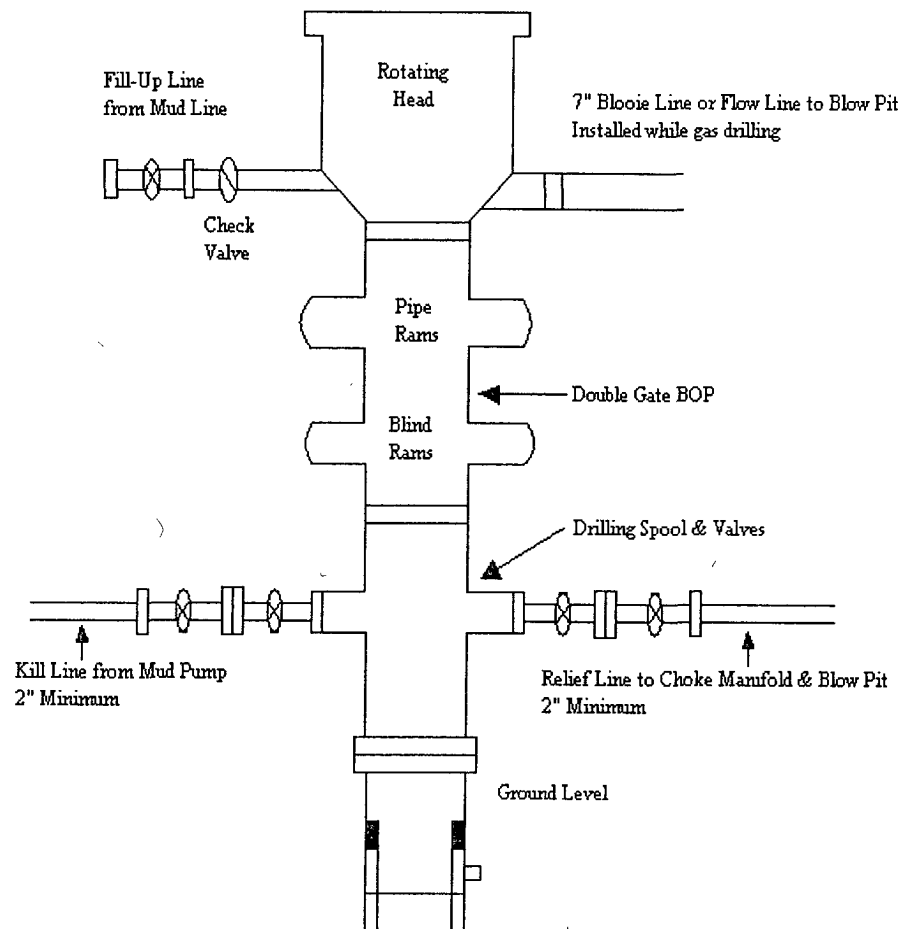 Rotating
Head
Fill-Up Line
from Mud Line
7" Blooie Line or Flow Line to Blow Pit
Installed while gas drilling
Check
Valve
Pipe
Rams
Double Gate BOP
Blind
Rams
Drilling Spool & Valves
Kill Line from Mud Pump
2" Minimum
Relief Line to Choke Manifold & Blow Pit
2" Minimum
Ground Level